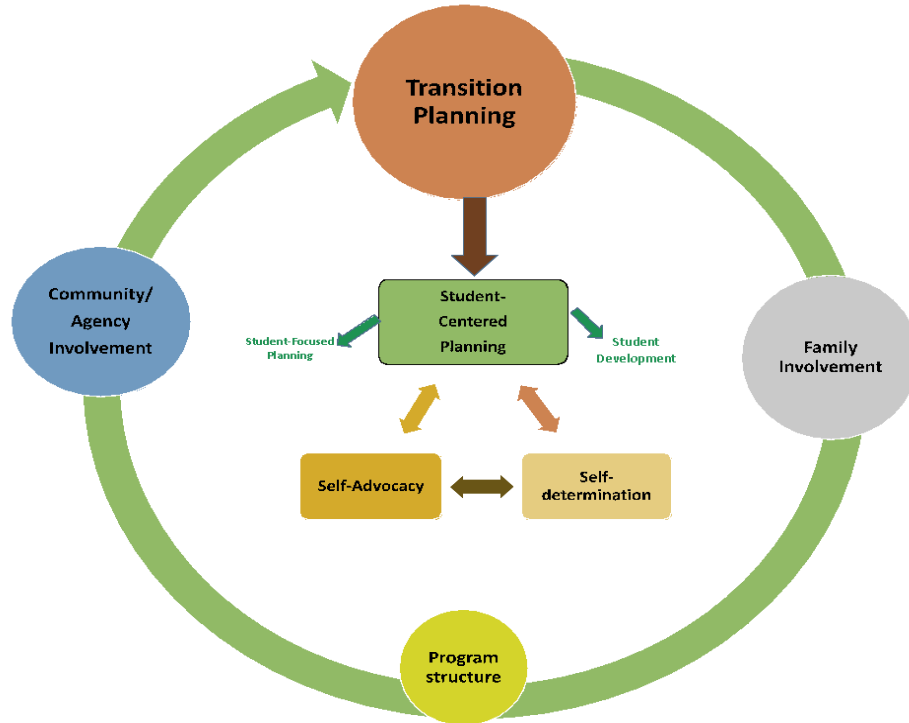 Transition
Planning
Student-
Centered
Planning
Community/
Agency
Involvement
Student-Focused
Planning
Student
Development
Family
Involvement
Self-Advocacy
Self-
determination
Program
structure